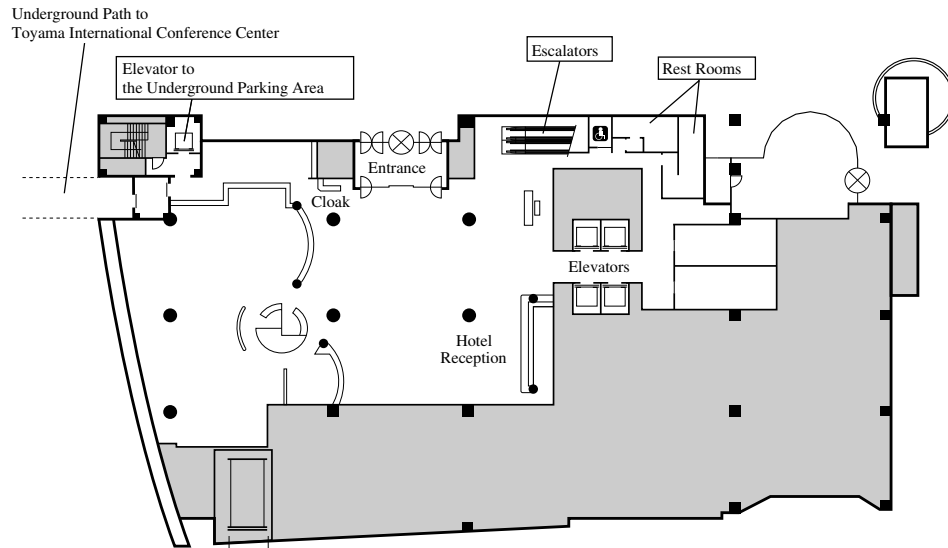 Underground Path to
Toyama International Conference Center
Elevator to
the Underground Parking Area
Escalators
Rest Rooms
Entrance
Cloak
Elevators
Hotel
Reception